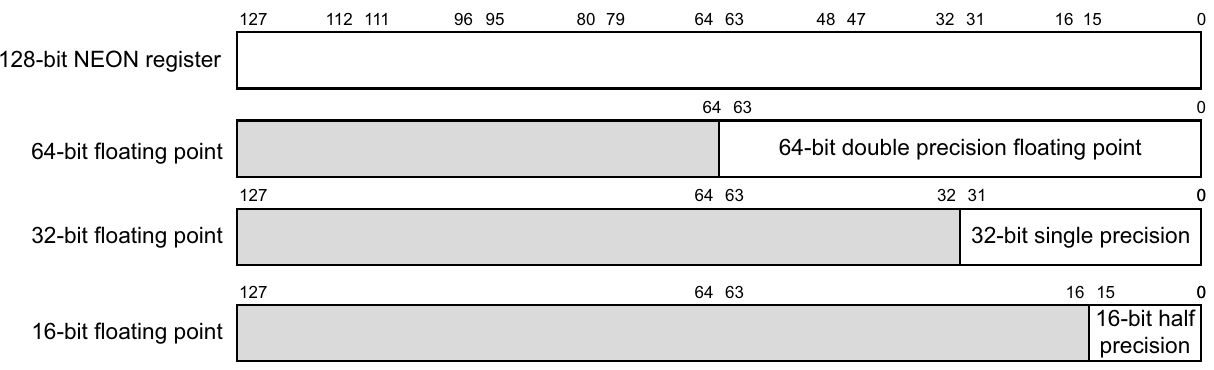 127 112 111 96 95 80 79 64 63 48 47 32 31 16 15 0
128-bit NEON register
64 63 0
64-bit floating point 64-bit double precision floating point
127 64 63 32 31 0
32-bit floating point 32-bit single precision
127 64 63 16 15 0
16-bit floating point 16-bit half
precision